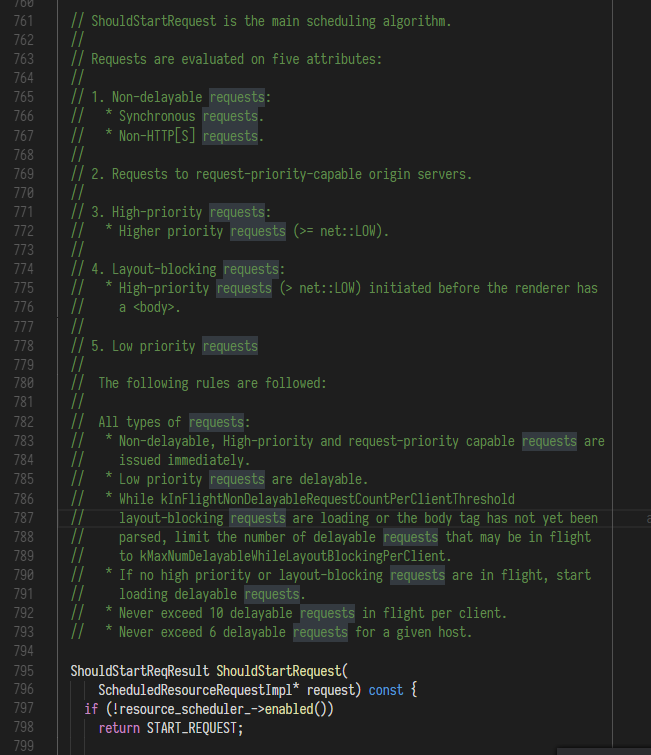 760
761 // ShouldStartRequest is the main scheduling algorithm.
762 //
763 // Requests are evaluated on five attributes:
764 //
765 // 1. Non-delayable requests:
766 //   * Synchronous requests.
767 //   * Non-HTTP[S] requests.
768 //
769 // 2. Requests to request-priority-capable origin servers.
770 //
771 // 3. High-priority requests:
772 //   * Higher priority requests (>= net::LOW).
773 //
774 // 4. Layout-blocking requests:
775 //   * High-priority requests (> net::LOW) initiated before the renderer has
776 //     a <body>.
777 //
778 // 5. Low priority requests
779 //
780 //  The following rules are followed:
781 //
782 //  All types of requests:
783 //   * Non-delayable, High-priority and request-priority capable requests are
784 //     issued immediately.
785 //   * Low priority requests are delayable.
786 //   * While kInFlightNonDelayableRequestCountPerClientThreshold
787 //     layout-blocking requests are loading or the body tag has not yet been
788 //     parsed, limit the number of delayable requests that may be in flight
789 //     to kMaxNumDelayableWhileLayoutBlockingPerClient.
790 //   * If no high priority or layout-blocking requests are in flight, start
791 //     loading delayable requests.
792 //   * Never exceed 10 delayable requests in flight per client.
793 //   * Never exceed 6 delayable requests for a given host.
794
795 ShouldStartReqResult ShouldStartRequest(
796     ScheduledResourceRequestImpl* request) const {
797   if (!resource_scheduler_->enabled())
798     return START_REQUEST;
799